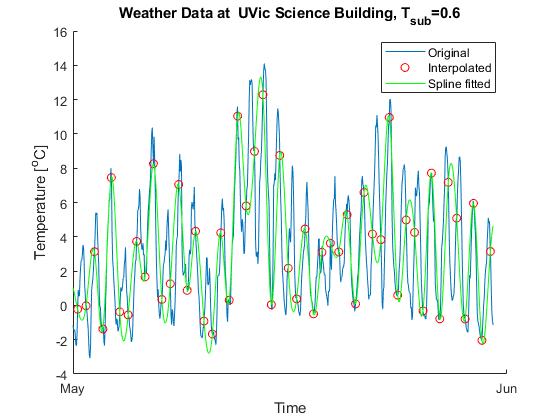 Weather Data at UVic Science Building, T_sub=0.6
Original
Interpolated
Spline fitted
Temperature [°C]
16
14
12
10
8
6
4
2
0
-2
-4
May
Jun
Time